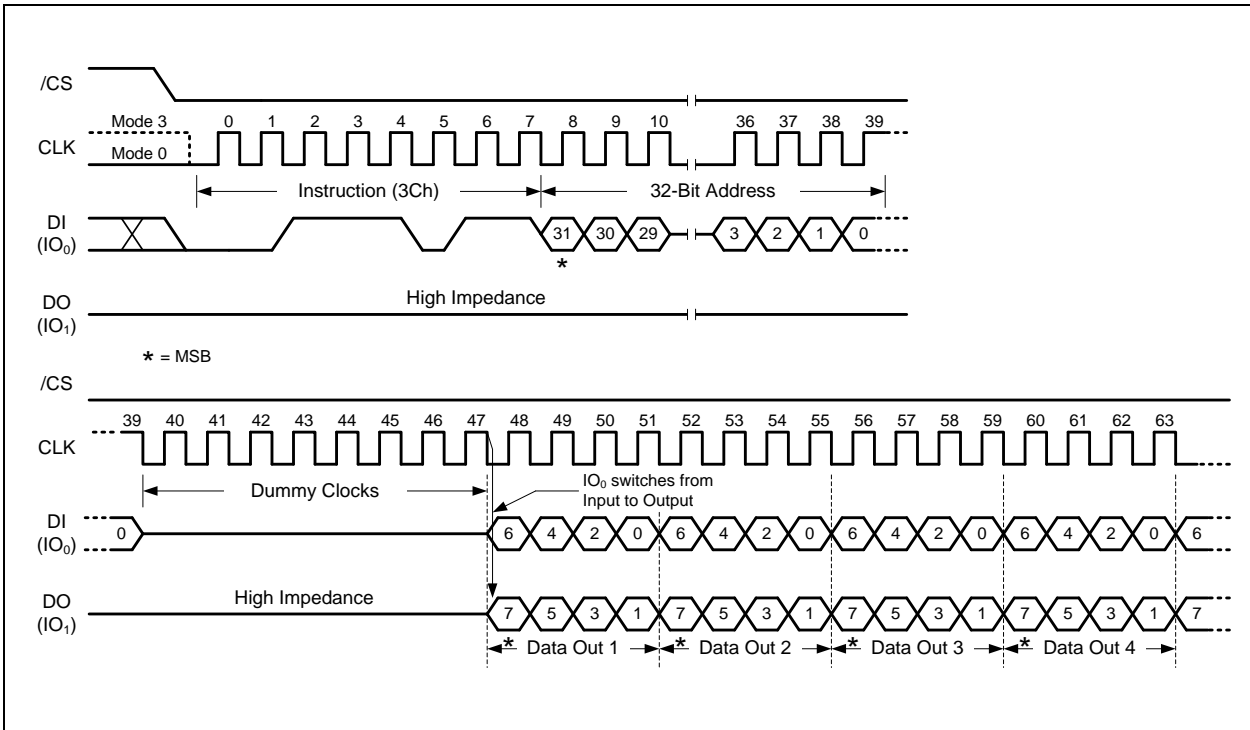 /CS
Mode 3 0 1 2 3 4 5 6 7 8 9 10 36 37 38 39
CLK
Mode 0
Instruction (3Ch) 32-Bit Address
DI
(IO₀)
31 30 29 3 2 1 0
*
High Impedance
DO
(IO₁)
* = MSB
/CS
39 40 41 42 43 44 45 46 47 48 49 50 51 52 53 54 55 56 57 58 59 60 61 62 63
CLK
Dummy Clocks
IO₀ switches from
Input to Output
DI
(IO₀)
0 6 4 2 0 6 4 2 0 6 4 2 0 6 4 2 0 6
High Impedance
DO
(IO₁)
7 5 3 1 7 5 3 1 7 5 3 1 7 5 3 1 7
* Data Out 1 * Data Out 2 * Data Out 3 * Data Out 4